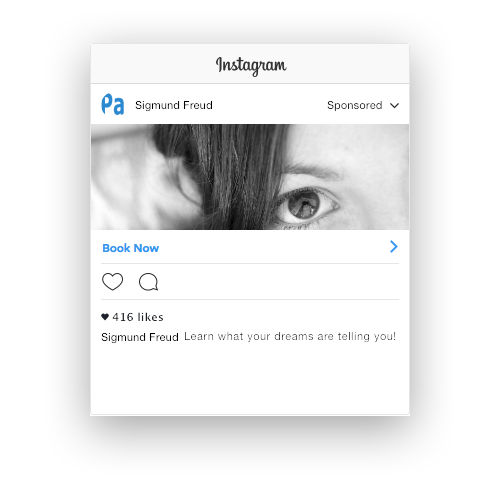 Instagram
Pa Sigmund Freud Sponsored
Book Now
416 likes
Sigmund Freud Learn what your dreams are telling you!